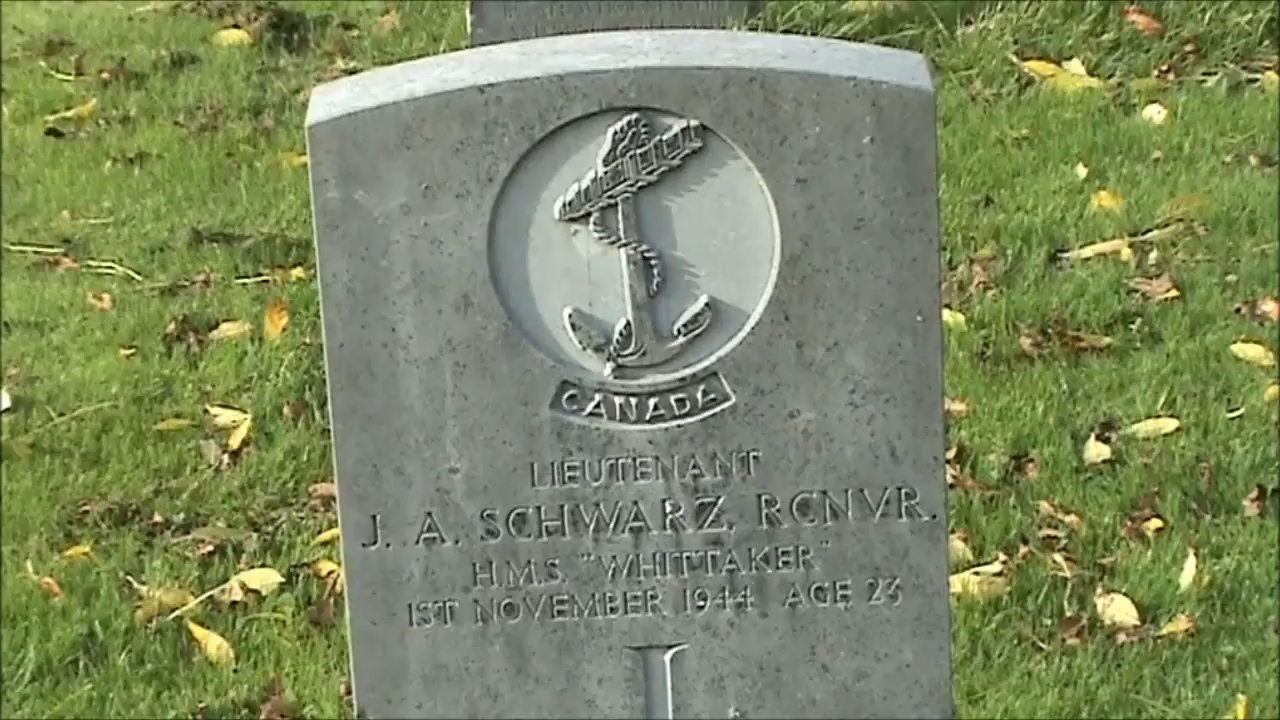 CANADA
LIEUTENANT
J. A. SCHWARZ, RCNVR.
H.M.S. "WHITTAKER"
1ST NOVEMBER 1944 AGE 23